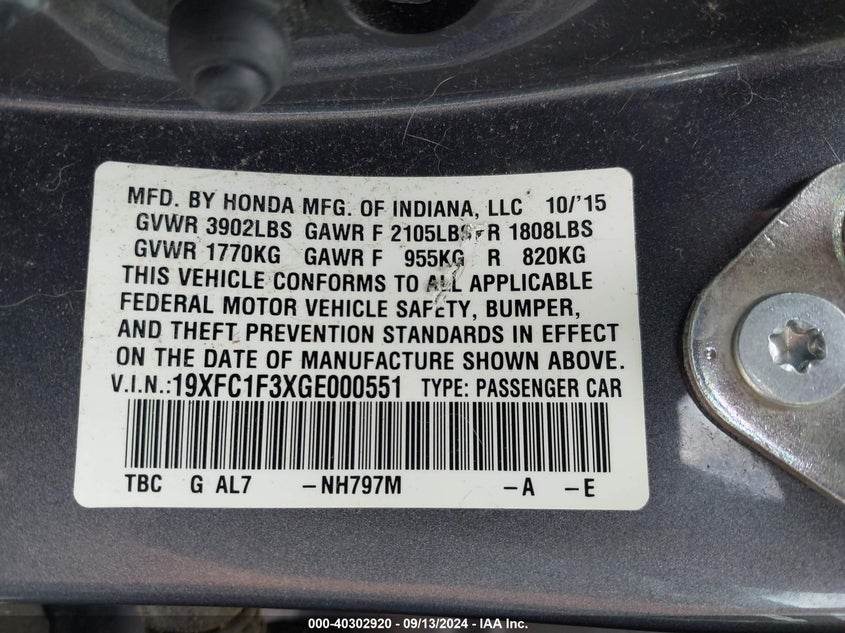 MFD. BY HONDA MFG. OF INDIANA, LLC 10/'15
GVWR 3902LBS GAWR F 2105LBS R 1808LBS
GVWR 1770KG GAWR F 955KG R 820KG
THIS VEHICLE CONFORMS TO ALL APPLICABLE
FEDERAL MOTOR VEHICLE SAFETY, BUMPER,
AND THEFT PREVENTION STANDARDS IN EFFECT
ON THE DATE OF MANUFACTURE SHOWN ABOVE.
V.I.N.:19XFC1F3XGE000551 TYPE: PASSENGER CAR
TBC G AL7 -NH797M -A -E
000-40302920 - 09/13/2024 - IAA Inc.